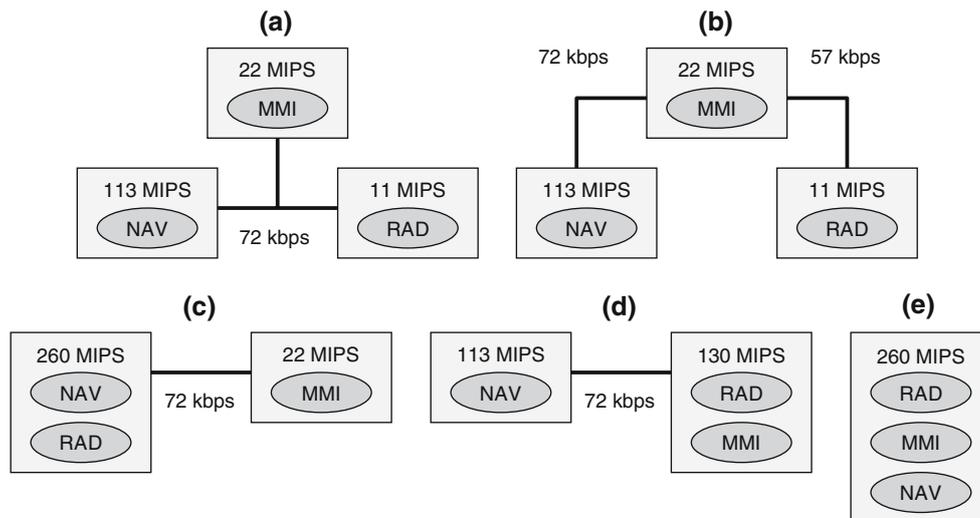 (a)
22 MIPS
MMI
113 MIPS
NAV
11 MIPS
RAD
72 kbps
(b)
72 kbps
22 MIPS
MMI
57 kbps
113 MIPS
NAV
11 MIPS
RAD
(c)
260 MIPS
NAV
RAD
72 kbps
22 MIPS
MMI
(d)
113 MIPS
NAV
72 kbps
130 MIPS
RAD
MMI
(e)
260 MIPS
RAD
MMI
NAV